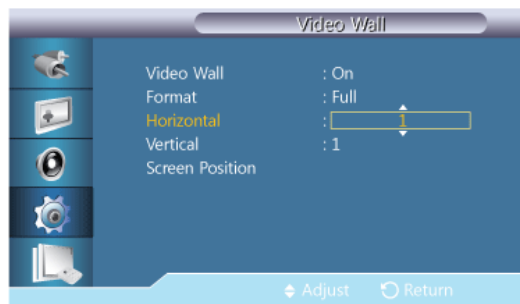 Video Wall
Video Wall : On
Format : Full
Horizontal : 1
Vertical : 1
Screen Position
Adjust Return